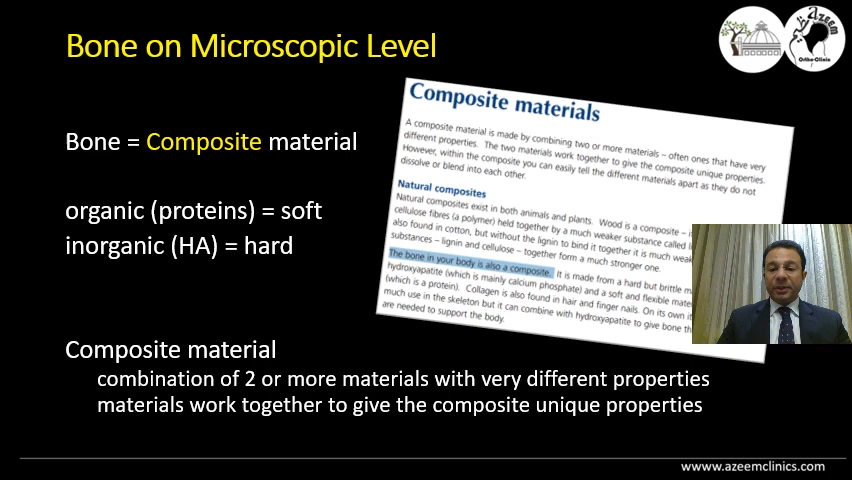 Bone on Microscopic Level
Azeem
Ortho-Clinic
Bone = Composite material
organic (proteins) = soft
inorganic (HA) = hard
Composite materials
A composite material is made by combining two or more materials – often ones that have very
different properties. The two materials work together to give the composite unique properties.
However, within the composite you can easily tell the different materials apart as they do not
dissolve or blend into each other.
Natural composites
Natural composites exist in both animals and plants. Wood is a composite –
cellulose fibres (a polymer) held together by a much weaker substance called
also found in cotton, but without the lignin to bind it together it is much
substances – lignin and cellulose – together form a much stronger one.
The bone in your body is also a composite. It is made from a hard but brittle
hydroxyapatite (which is mainly calcium phosphate) and a soft and flexible
(which is a protein). Collagen is also found in hair and finger nails. On its own
much use in the skeleton but it can combine with hydroxyapatite to give bone
are needed to support the body.
Composite material
combination of 2 or more materials with very different properties
materials work together to give the composite unique properties
www.azeemclinics.com